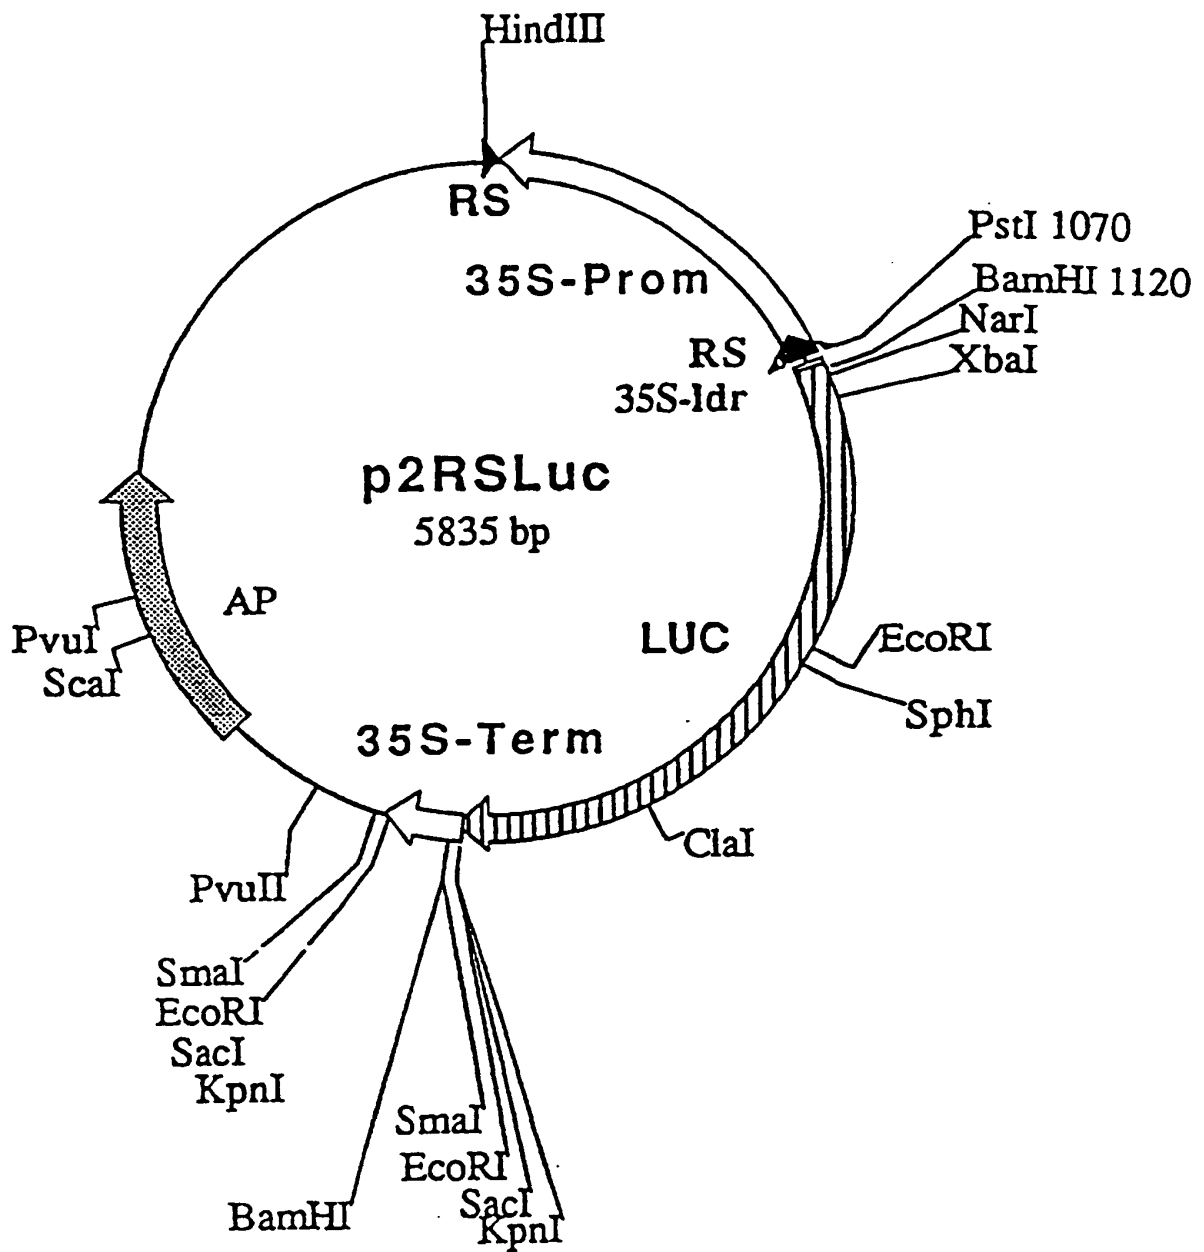 HindIII
RS
35S-Prom
PstI 1070
BamHI 1120
NarI
XbaI
RS
35S-ldr
p2RSLuc
5835 bp
AP
PvuI
ScaI
LUC
EcoRI
SphI
35S-Term
ClaI
PvuII
SmaI
EcoRI
SacI
KpnI
SmaI
EcoRI
SacI
KpnI
BamHI